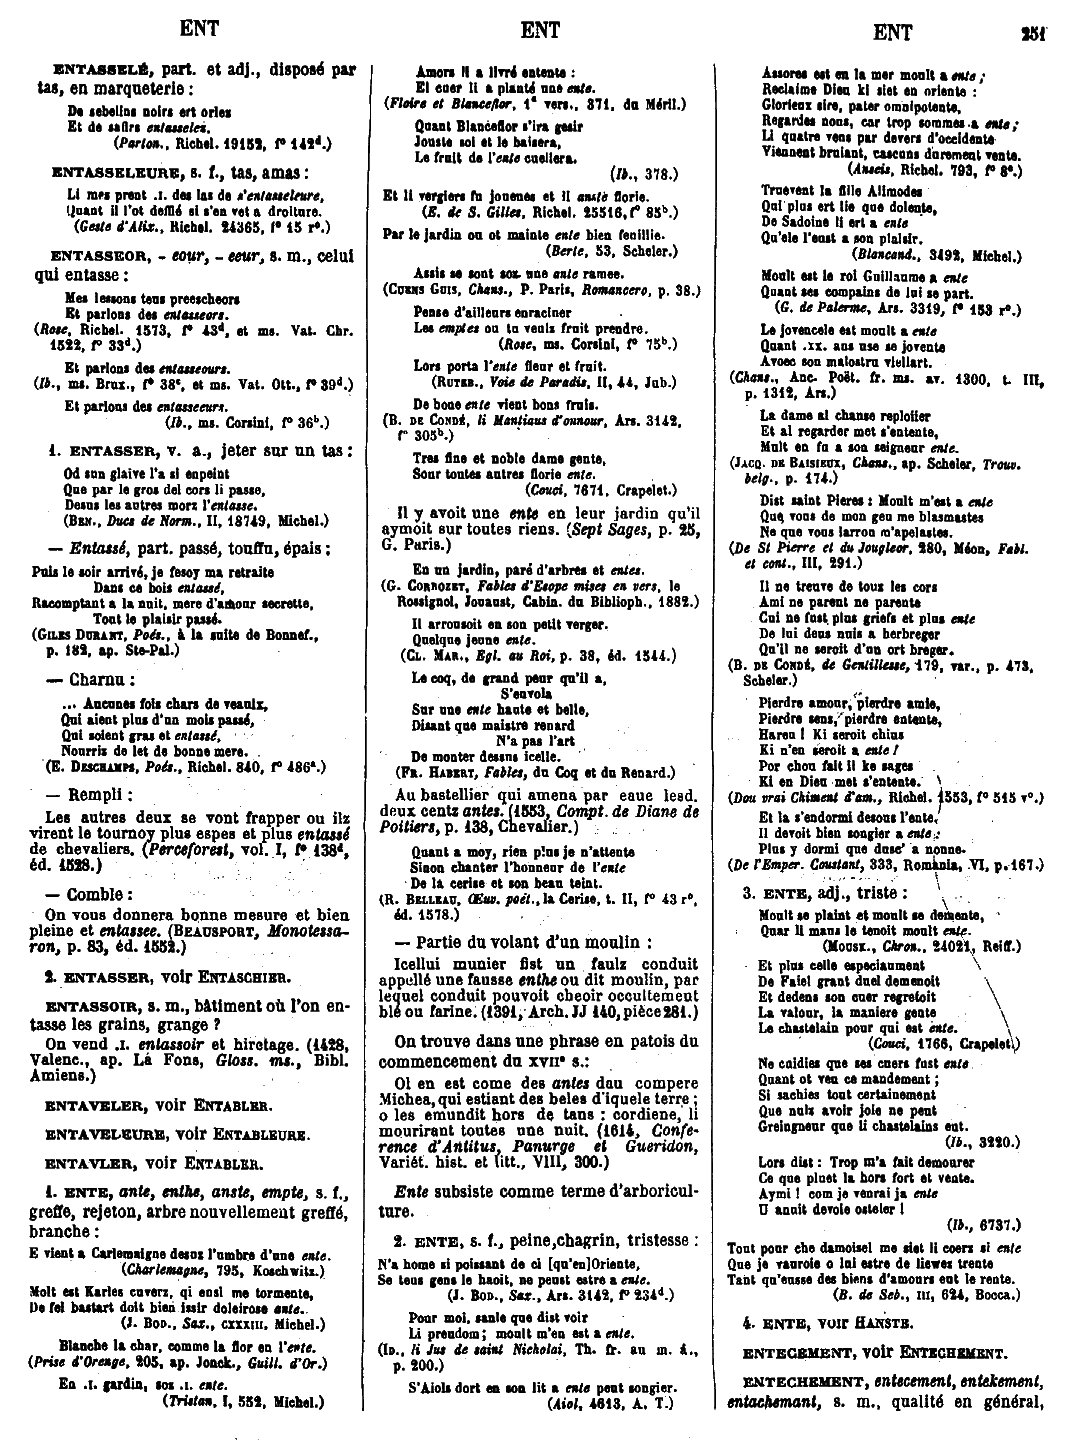 ENT
ENT
ENT
251
ENTASSELÉ, part. et adj., disposé par
tas, en marqueterie :
De sebelins noirs ert orles
Et de safirs entasseles.
(Parton., Richel. 19152, f° 142d.)
ENTASSELEURE, s. f., tas, amas :
Li mes prent .I. des las de s'entasseleure,
Quant il l'ot deffié si s'en vet a droiture.
(Geste d'Alix., Richel. 24365, f° 15 r°.)
ENTASSEOR, - eour, - eeur, s. m., celui
qui entasse :
Mes lessons tens preescheors
Et parlons des entasseors.
(Rose, Richel. 1573, f° 43d, et ms. Vat. Chr.
1522, f° 33d.)
Et parlons des entasseours.
(Ib., ms. Brux., f° 38c, et ms. Vat. Ott., f° 39d.)
Et parlons des entasseeurs.
(Ib., ms. Corsini, f° 36b.)
1. ENTASSER, v. a., jeter sur un tas :
Od sun glaive l'a si enpeint
Que par le gros del cors li passe,
Desus les autres morz l'entasse.
(BEN., Ducs de Norm., II, 18749, Michel.)
— Entassé, part. passé, touffu, épais :
Puis le soir arrivé, je fesoy ma retraite
Dans ce bois entassé,
Racomptant a la nuit, mere d'amour secrette,
Tout le plaisir passé.
(GILES DURANT, Poés., à la suite de Bonnef.,
p. 182, ap. Ste-Pal.)
— Charnu :
... Aucunes fois chars de veaulx,
Qui aient plus d'un mois passé,
Qui soient gras et entassé,
Nourris de let de bonne mere.
(E. DESCHAMPS, Poés., Richel. 840, f° 486a.)
— Rempli :
Les autres deux se vont frapper ou ilz
virent le tournoy plus espes et plus entassé
de chevaliers. (Perceforest, vol. I, f° 138d,
éd. 1528.)
— Comble :
On vous donnera bonne mesure et bien
pleine et entassee. (BEAUSPORT, Monotessa-
ron, p. 83, éd. 1552.)
2. ENTASSER, voir ENTASCHIER.
ENTASSOIR, s. m., bâtiment où l'on en-
tasse les grains, grange ?
On vend .I. entassoir et hiretage. (1428,
Valenc., ap. La Fons, Gloss. ms., Bibl.
Amiens.)
ENTAVELER, voir ENTABLER.
ENTAVELEURE, voir ENTABLEURE.
ENTAVLER, voir ENTABLER.
1. ENTE, ante, enthe, anste, empte, s. f.,
greffe, rejeton, arbre nouvellement greffé,
branche :
E vient a Carlemaigne desoz l'umbre d'une ente.
(Charlemagne, 795, Koschwitz.)
Molt est Karles cuverz, qi ensi me tormente,
De fel bastart doit bien issir doleirose ante.
(J. BOD., Sax., CXXXIII, Michel.)
Blanche la char, comme la flor en l'ente.
(Prise d'Orenge, 205, ap. Jonck., Guill. d'Or.)
En .I. gardin, soz .I. ente.
(Tristan, I, 552, Michel.)
Amors li a livré entente :
El cuer li a planté une ente.
(Floire et Blanceflor, 1a vers., 371, du Méril.)
Quant Blanceflor s'ira gesir
Jouste soi et le baisera,
Le fruit de l'ente cuellera.
(Ib., 378.)
Et li vergiers fu jouenes et li anste florie.
(E. de S. Gilles, Richel. 25516, f° 85b.)
Par le jardin ou ot mainte ente bien feuillie.
(Berte, 53, Scheler.)
Assis se sont soz une ante ramee.
(CUENS GUIS, Chans., P. Paris, Romancero, p. 38.)
Pense d'ailleurs enraciner
Les emptes ou tu veuls fruit prendre.
(Rose, ms. Corsini, f° 75b.)
Lors porta l'ente fleur et fruit.
(RUTEB., Voie de Paradis, II, 44, Jub.)
De bone ente vient bons fruis.
(B. DE CONDÉ, li Mantiaus d'onnour, Ars. 3142,
f° 305b.)
Tres fine et noble dame gente,
Sour toutes autres florie ente.
(Couci, 7671, Crapelet.)
Il y avoit une ente en leur jardin qu'il
aymoit sur toutes riens. (Sept Sages, p. 25,
G. Paris.)
En un jardin, paré d'arbres et entes.
(G. CORROZET, Fables d'Esope mises en vers, le
Rossignol, Jouaust, Cabin. du Biblioph., 1882.)
Il arrousoit en son petit verger.
Quelque jeune ente.
(CL. MAR., Egl. au Roi, p. 38, éd. 1544.)
Le coq, de grand peur qu'il a,
S'envola
Sur une ente haute et belle,
Disant que maistre renard
N'a pas l'art
De monter dessus icelle.
(FR. HABERT, Fables, du Coq et du Renard.)
Au bastellier qui amena par eaue lesd.
deux centz antes. (1553, Compt. de Diane de
Poitiers, p. 138, Chevalier.)
Quant a moy, rien plus je n'attente
Sinon chanter l'honneur de l'ente
De la cerise et son beau teint.
(R. BELLEAU, Œuv. poét., la Cerise, t. II, f° 43 r°,
éd. 1578.)
— Partie du volant d'un moulin :
Icellui munier fist un faulz conduit
appellé une fausse enthe ou dit moulin, par
lequel conduit pouvoit cheoir occultement
blé ou farine. (1391, Arch. JJ 140, pièce 281.)
On trouve dans une phrase en patois du
commencement du XVIIe s.:
Ol en est come des antes dau compere
Michea, qui estiant des beles d'iquele terre ;
o les emundit hors de tans : cordiene, li
mourirant toutes une nuit. (1614, Confe-
rence d'Antitus, Panurge et Gueridon,
Variét. hist. et litt., VIII, 300.)
Ente subsiste comme terme d'arboricul-
ture.
2. ENTE, s. f., peine, chagrin, tristesse :
N'a home si poissant de ci [qu'en] Oriente,
Se teus gens le haoit, ne peust estre a ente.
(J. BOD., Sax., Ars. 3142, f° 234d.)
Pour moi, sanle que dist voir
Li preudom ; moult m'en est a ente.
(ID., li Jus de saint Nicholai, Th. fr. au m. â.,
p. 200.)
S'Aiols dort en son lit a ente peut songier.
(Aiol, 4613, A. T.)
Assores est en la mer moult a ente ;
Reclaime Dieu ki siet en oriente :
Glorieux sire, pater omnipotente,
Regardes nous, car trop sommes a ente ;
Li quatre vens par devers d'occidente
Viennent bruiant, cascuns durement vente.
(Anseis, Richel. 793, f° 8c.)
Truevent la fille Alimodes
Qui plus ert lie que dolente,
De Sadoine li ert a ente
Qu'ele l'eust a son plaisir.
(Blancand., 3492, Michel.)
Moult est le roi Guillaume a ente
Quant ses compains de lui se part.
(G. de Palerme, Ars. 3319, f° 153 r°.)
Le jovencele est moult a ente
Quant .XX. ans use se jovente
Avoec son malostru viellart.
(Chans., Anc. Poët. fr. ms. av. 1300, t. III,
p. 1312, Ars.)
La dame al chanse reploiier
Et al regarder met s'entente,
Mult en fu a son seigneur ente.
(JACQ. DE BAISIEUX, Chans., ap. Scheler, Trouv.
belg., p. 174.)
Dist saint Pieres : Moult m'est a ente
Que vous de mon geu me blasmastes
Ne que vous larron m'apelastes.
(De St Pierre et du Jougleor, 280, Méon, Fabl.
et cont., III, 291.)
Il ne treuve de tous les cors
Ami ne parent ne parente
Cui ne fust plus griefs et plus ente
De lui deus nuis a herbreger
Qu'il ne seroit d'un ort breger.
(B. DE CONDÉ, de Gentillesse, 179, var., p. 473,
Scheler.)
Pierdre amour, pierdre amie,
Pierdre sens, pierdre entente,
Hareu ! Ki seroit chius
Ki n'en seroit a ente !
Por chou fait il ke sages
Ki en Dieu met s'entente.
(Dou vrai Chiment d'am., Richel. 1553, f° 515 v°.)
Et la s'endormi desous l'ente.
Il devoit bien songier a ente :
Plus y dormi que dusc' a nonne.
(De l'Emper. Coustant, 333, Romania, VI, p. 167.)
3. ENTE, adj., triste :
Moult se plaint et moult se demente,
Quar li mans le tenoit moult ente.
(MOUSK., Chron., 24021, Reiff.)
Et plus celle especiaument
De Faiel grant duel demenoit
Et dedens son cuer regretoit
La valour, la maniere gente
Le chastelain pour qui est ente.
(Couci, 1766, Crapelet.)
Ne cuidies que ses cuers fust ente
Quant ot veu ce mandement ;
Si sachies tout certainement
Que nulz avoir joie ne peut
Greingneur que li chastelains eut.
(Ib., 3220.)
Lors dist : Trop m'a fait demourer
Ce que pluet la hors fort et vente.
Aymi ! com je venrai ja ente
U anuit devoie osteler !
(Ib., 6737.)
Tout pour che damoisel me siet li coers si ente
Que je vauroie o lui estre de liewes trente
Tant qu'eusse des biens d'amours ent le rente.
(B. de Seb., III, 624, Bocca.)
4. ENTE, voir HANSTE.
ENTECEMENT, voir ENTECHEMENT.
ENTECHEMENT, entecement, entekement,
entachemant, s. m., qualité en général,